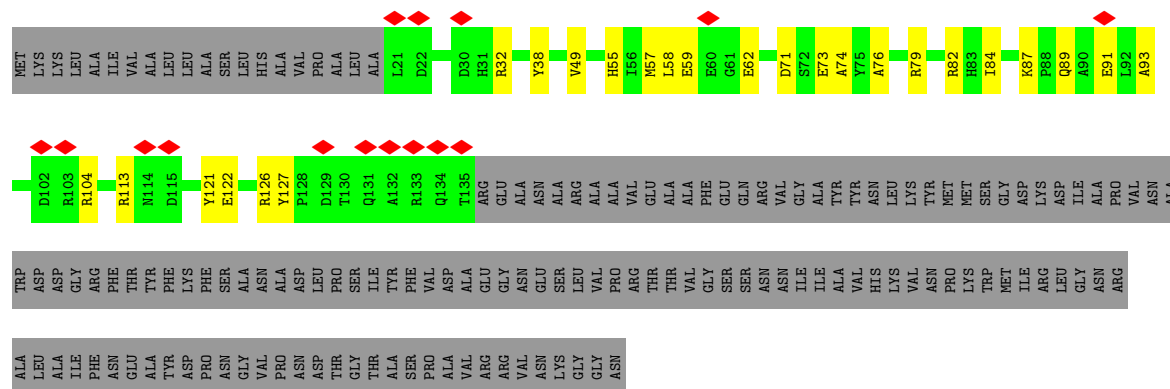 MET LYS LYS LEU ALA ILE VAL ALA LEU LEU ALA SER LEU HIS ALA VAL PRO ALA LEU ALA L21 D22 D30 H31 R32 Y38 V49 H55 I56 M57 L58 E59 E60 G61 E62 D71 S72 E73 A74 Y75 A76 R79 R82 H83 I84 K87 P88 Q89 A90 E91 L92 A93
D102 R103 R104 R113 N114 D115 Y121 E122 R126 Y127 P128 D129 T130 Q131 A132 R133 Q134 T135 ARG GLU ALA ASN ALA ARG ALA ALA VAL GLU ALA ALA PHE GLU GLN ARG VAL GLY ALA TYR TYR ASN LEU LYS TYR MET MET SER GLY ASP LYS ASP ILE ALA PRO VAL ASN ALA
TRP ASP ASP GLY ARG PHE THR TYR PHE LYS PHE SER ALA ASN ALA ASP LEU PRO SER ILE TYR PHE VAL ASP ALA GLU GLY ASN GLU SER LEU VAL PRO ARG THR THR VAL GLY SER SER ASN ASN ILE ILE ALA VAL HIS LYS VAL ASN PRO LYS TRP MET ILE ARG LEU GLY ASN ARG
ALA LEU ALA ILE PHE ASN GLU ALA TYR ASP PRO ASN GLY VAL PRO ASN ASP THR GLY THR ALA SER PRO ALA VAL ARG ARG VAL ASN LYS GLY GLY ASN